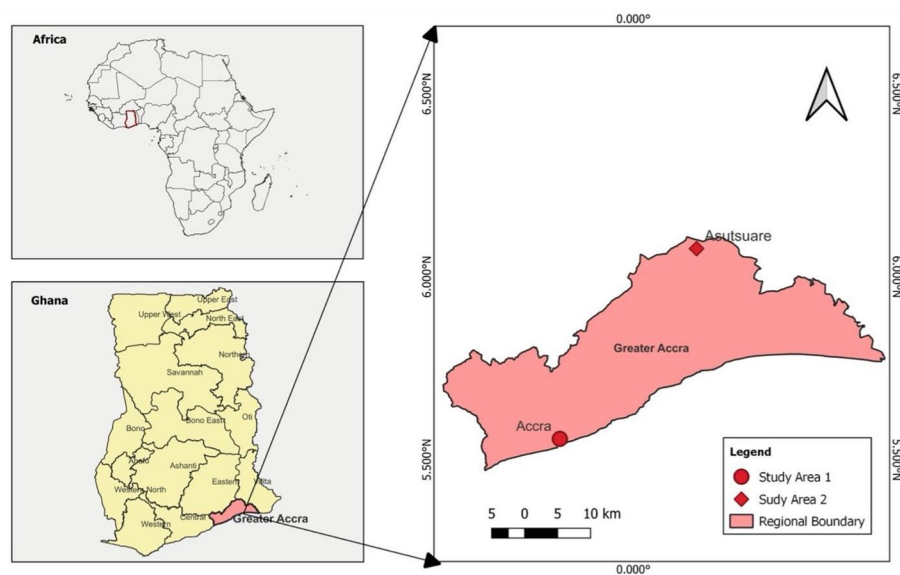 Africa
Ghana
Upper East
Upper West
North East
Northern
Savannah
Bono
Bono East
Oti
Ahafo
Ashanti
Western North
Eastern
Volta
Central
Western
Greater Accra
0.000°
6.500°N
6.500°N
6.000°N
6.000°N
5.500°N
5.500°N
Asutsuare
Greater Accra
Accra
Legend
Study Area 1
Sudy Area 2
Regional Boundary
5 0 5 10 km
0.000°